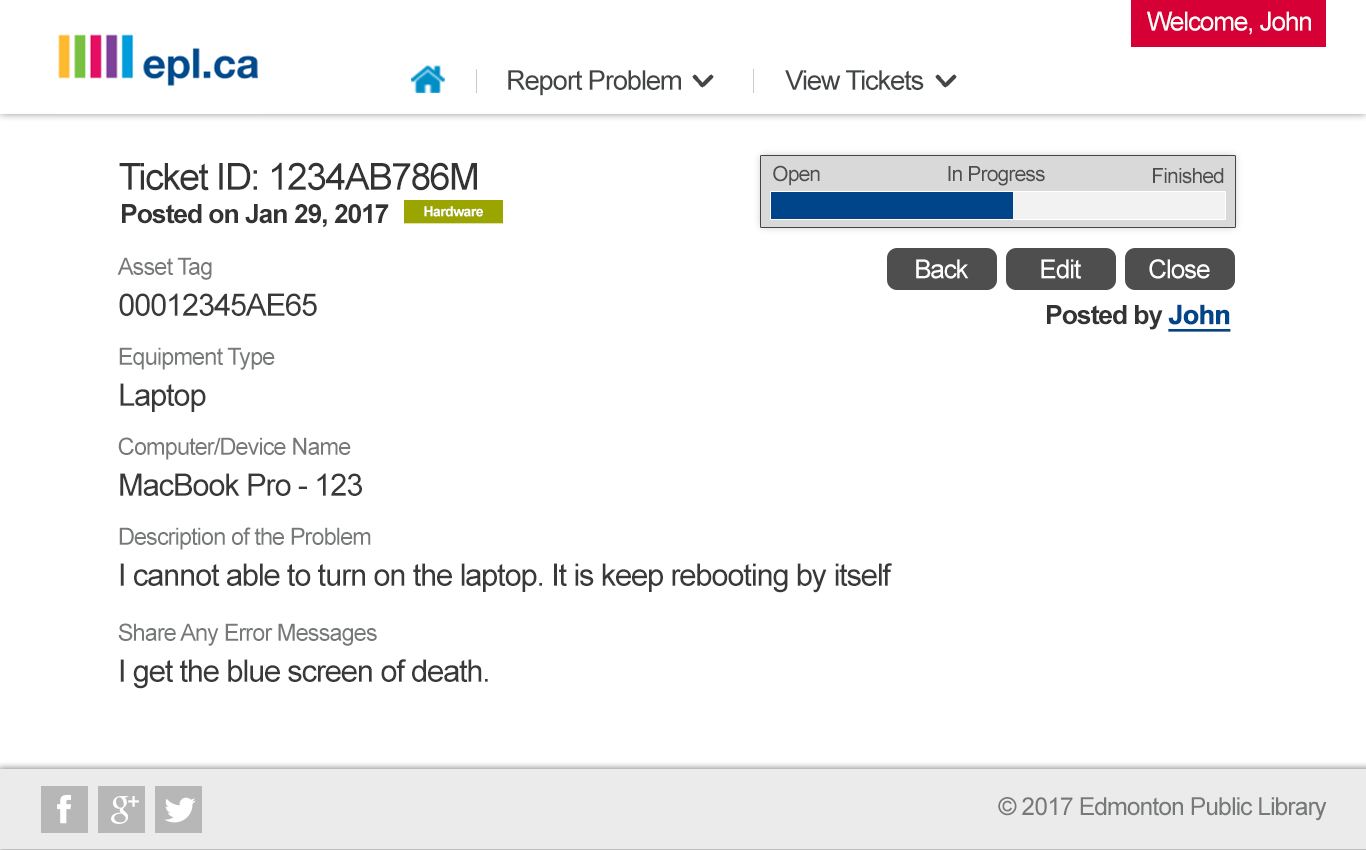 Welcome, John
epl.ca
Report Problem
View Tickets
Ticket ID: 1234AB786M
Posted on Jan 29, 2017
Hardware
Open
In Progress
Finished
Back
Edit
Close
Posted by John
Asset Tag
00012345AE65
Equipment Type
Laptop
Computer/Device Name
MacBook Pro - 123
Description of the Problem
I cannot able to turn on the laptop. It is keep rebooting by itself
Share Any Error Messages
I get the blue screen of death.
f
g+
© 2017 Edmonton Public Library